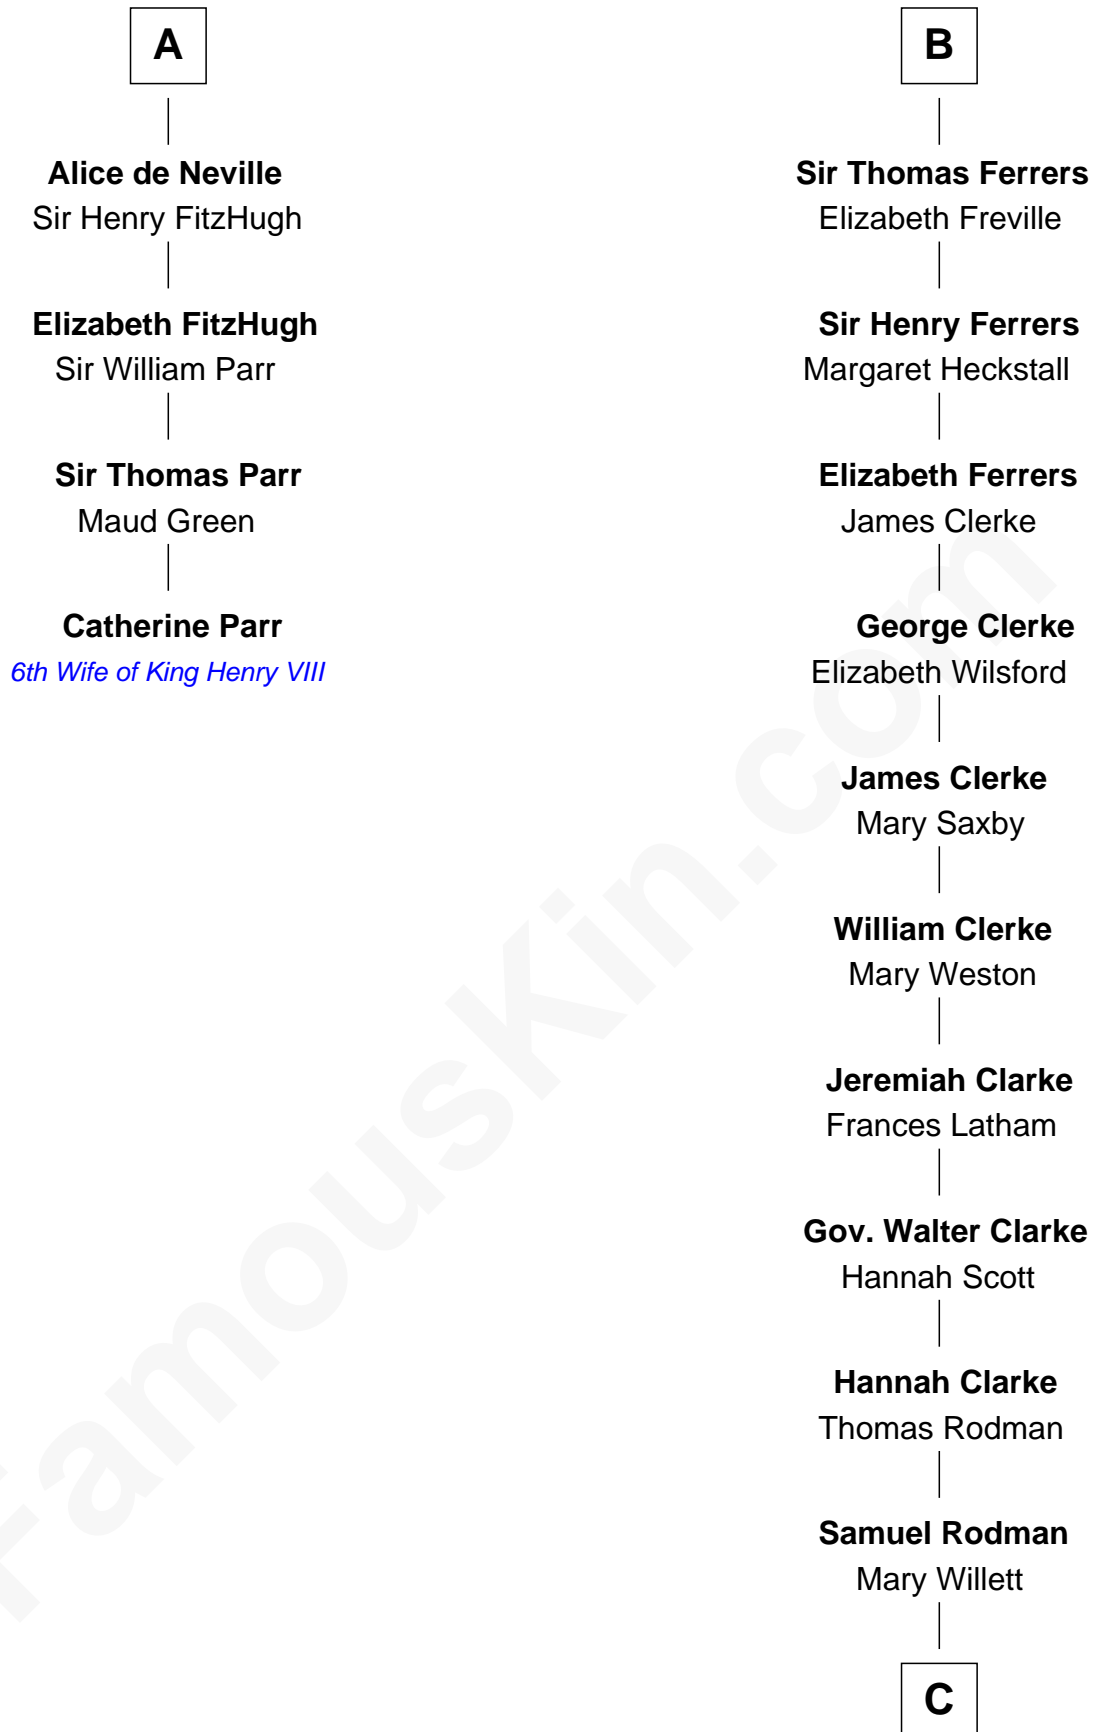 A
Alice de Neville
Sir Henry FitzHugh
Elizabeth FitzHugh
Sir William Parr
Sir Thomas Parr
Maud Green
Catherine Parr
6th Wife of King Henry VIII
B
Sir Thomas Ferrers
Elizabeth Freville
Sir Henry Ferrers
Margaret Heckstall
Elizabeth Ferrers
James Clerke
George Clerke
Elizabeth Wilsford
James Clerke
Mary Saxby
William Clerke
Mary Weston
Jeremiah Clarke
Frances Latham
Gov. Walter Clarke
Hannah Scott
Hannah Clarke
Thomas Rodman
Samuel Rodman
Mary Willett
C
FamousKin.com